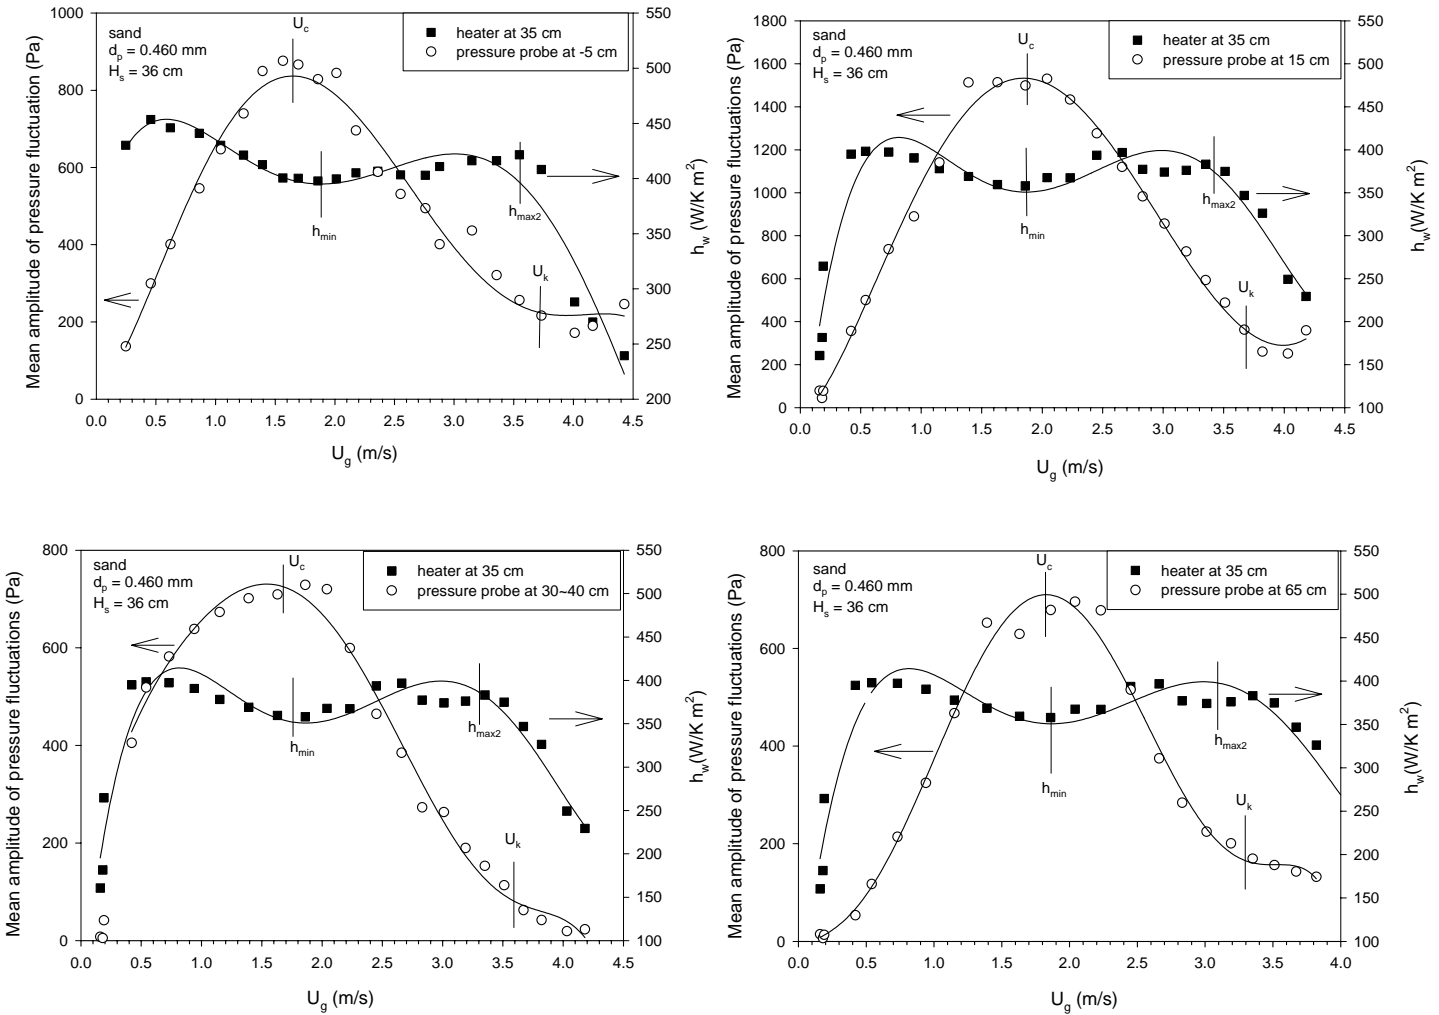 Mean amplitude of pressure fluctuation (Pa)
1000
800
600
400
200
0
sand
dp = 0.460 mm
Hs = 36 cm
heater at 35 cm
pressure probe at -5 cm
Uc
hmin
hmax2
Uk
550
500
450
400
350
300
250
200
hw (W/K m2)
0.0 0.5 1.0 1.5 2.0 2.5 3.0 3.5 4.0 4.5
Ug (m/s)
Mean amplitude of pressure fluctuations (Pa)
1800
1600
1400
1200
1000
800
600
400
200
0
sand
dp = 0.460 mm
Hs = 36 cm
heater at 35 cm
pressure probe at 15 cm
Uc
hmin
hmax2
Uk
550
500
450
400
350
300
250
200
150
100
hw(W/K m2)
0.0 0.5 1.0 1.5 2.0 2.5 3.0 3.5 4.0 4.5
Ug (m/s)
Mean amplitude of pressure fluctuations (Pa)
800
600
400
200
0
sand
dp = 0.460 mm
Hs = 36 cm
heater at 35 cm
pressure probe at 30~40 cm
Uc
hmin
hmax2
Uk
550
500
450
400
350
300
250
200
150
100
hw(W/K m2)
0.0 0.5 1.0 1.5 2.0 2.5 3.0 3.5 4.0 4.5
Ug (m/s)
Mean amplitude of pressure fluctuations (Pa)
800
600
400
200
0
sand
dp = 0.460 mm
Hs = 36 cm
heater at 35 cm
pressure probe at 65 cm
Uc
hmin
hmax2
Uk
550
500
450
400
350
300
250
200
150
100
hw(W/K m2)
0.0 0.5 1.0 1.5 2.0 2.5 3.0 3.5 4.0
Ug (m/s)